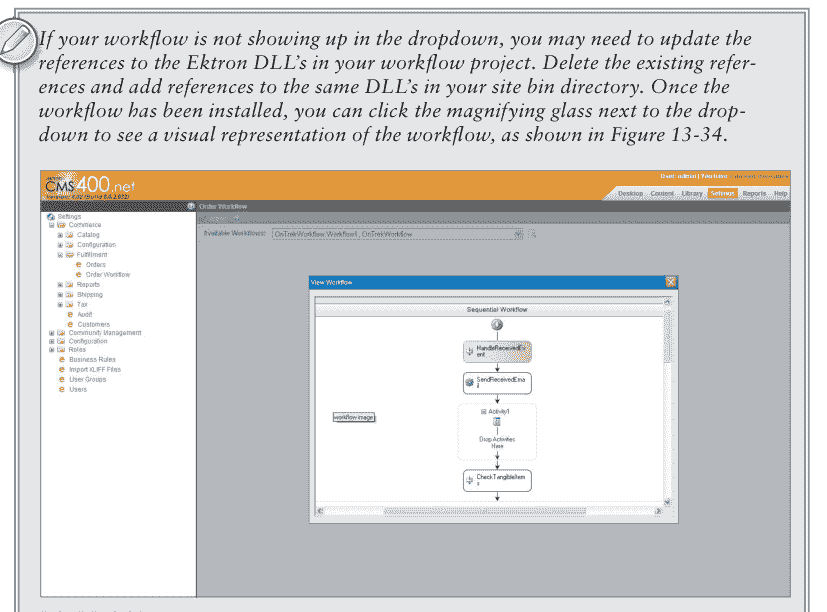 If your workflow is not showing up in the dropdown, you may need to update the
references to the Ektron DLL's in your workflow project. Delete the existing refer-
ences and add references to the same DLL's in your site bin directory. Once the
workflow has been installed, you can click the magnifying glass next to the drop-
down to see a visual representation of the workflow, as shown in Figure 13-34.
CMS400.net
Desktop Content Library Settings Reports Help
Order Workflow
Settings
Commerce
Catalog
Configuration
Fulfillment
Orders
Order Workflow
Reports
Shipping
Tax
Audit
Customers
Community Management
Configuration
Roles
Business Rules
Import XLIFF Files
User Groups
Users
Available Workflows: OnTrekWorkflow.Workflow1, OnTrekWorkflow
View Workflow
Sequential Workflow
HandleReceivedEv
ent
SendReceivedEmai
l
Activity1
Drop Activities
Here
workflow image
CheckTangibleItem
s